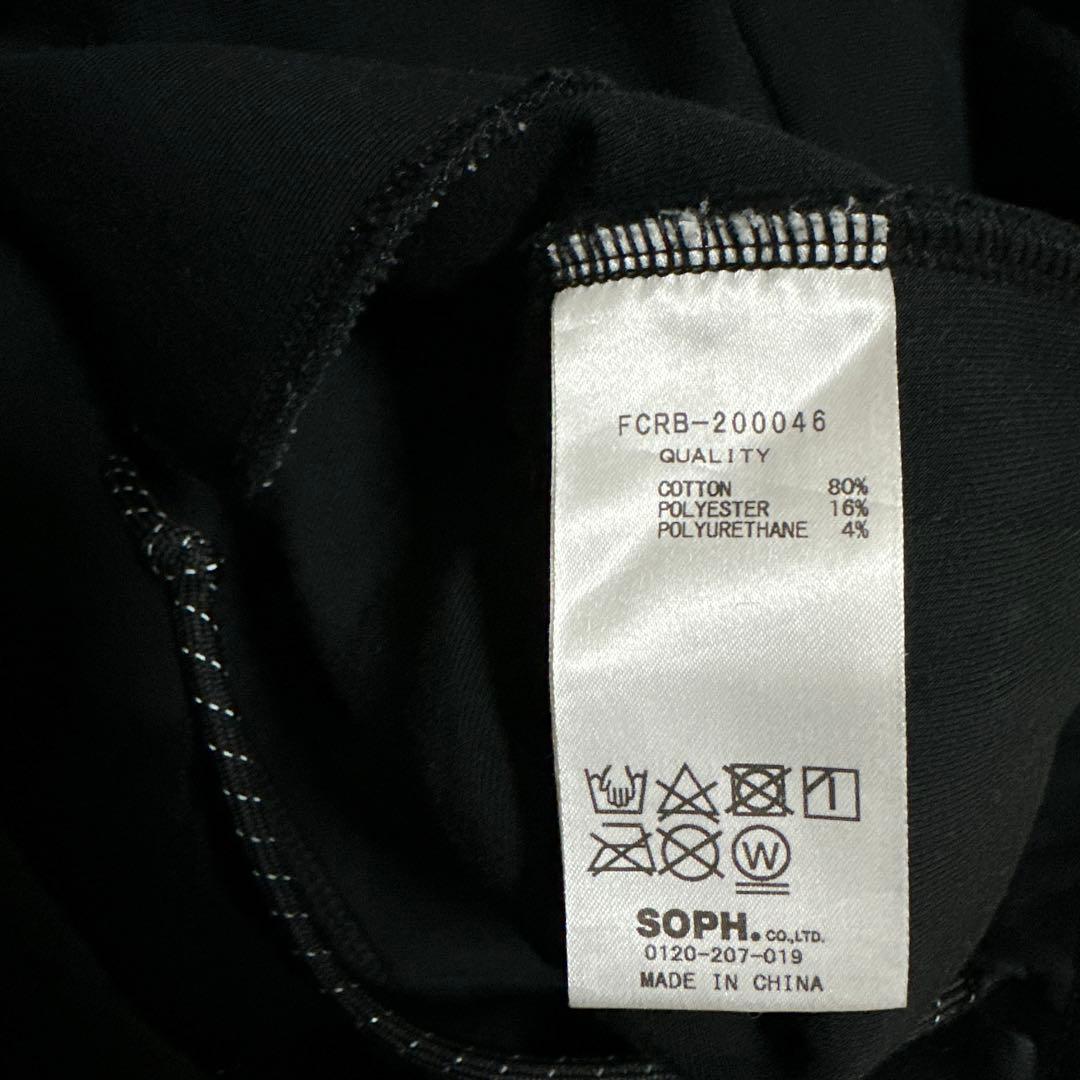 FCRB-200046
QUALITY
COTTON 80%
POLYESTER 16%
POLYURETHANE 4%
W
SOPH. CO.,LTD.
0120-207-019
MADE IN CHINA